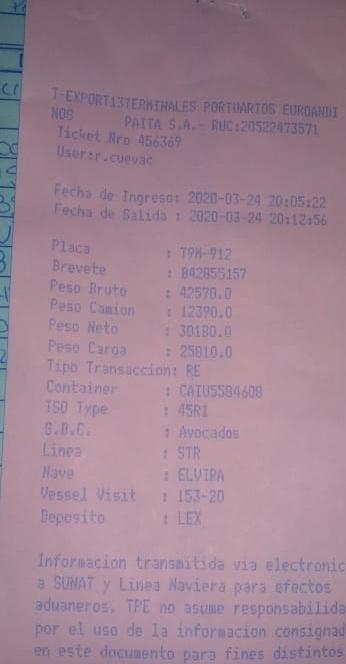 T-EXPORT13TERMINALES PORTUARIOS EUROANDI
NOS PAITA S.A.- RUC:20522473571
Ticket Nro 456369
User:r.cuevac
Fecha de Ingreso: 2020-03-24 20:05:22
Fecha de Salida : 2020-03-24 20:12:56
Placa : T9H-912
Brevete : B42855157
Peso Bruto : 42570.0
Peso Camion : 12390.0
Peso Neto : 30180.0
Peso Carga : 25810.0
Tipo Transaccion: RE
Container : CAIU5584608
ISO Type : 45R1
G.B.C. : Avocados
Linea : STR
Nave : ELVIRA
Vessel Visit : 153-20
Deposito : LEX
Informacion transmitida via electronic
a SUNAT y Linea Naviera para efectos
aduaneros. TPE no asume responsabilida
por el uso de la informacion consignad
en este documento para fines distintos